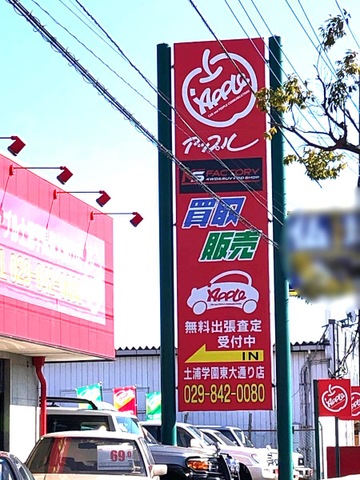 Apple
アップル
FACTORY
買取
販売
Apple
無料出張査定
受付中
IN
土浦学園東大通り店
029-842-0080
69.8